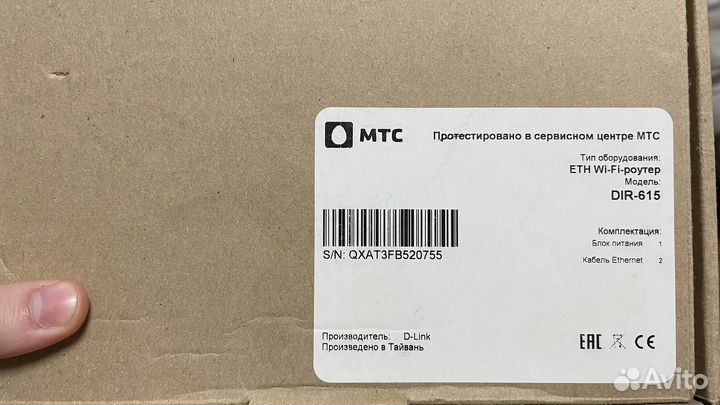 МТС
Протестировано в сервисном центре МТС
Тип оборудования:
ETH Wi-Fi-роутер
Модель:
DIR-615
S/N: QXAT3FB520755
Комплектация:
Блок питания 1
Кабель Ethernet 2
Производитель: D-Link
Произведено в Тайвань
EAC CE
Avito